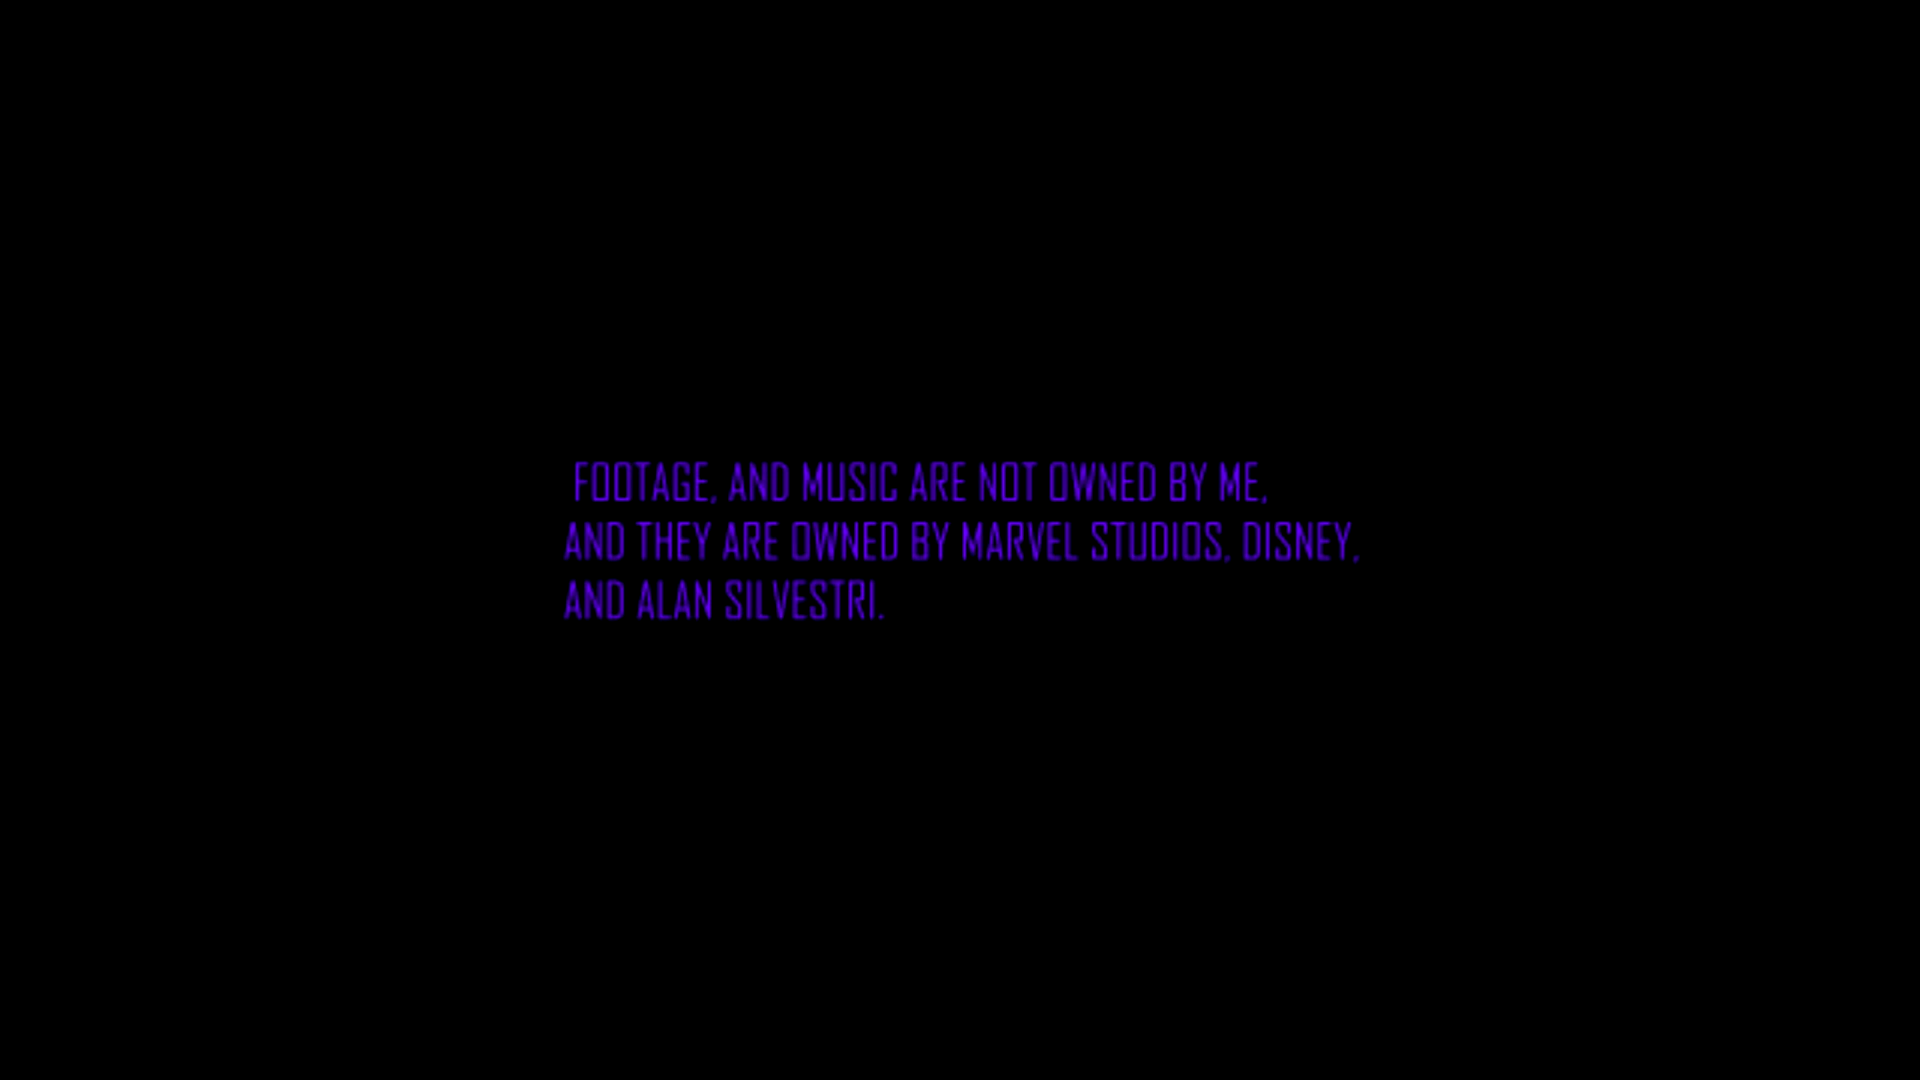 FOOTAGE, AND MUSIC ARE NOT OWNED BY ME,
AND THEY ARE OWNED BY MARVEL STUDIOS, DISNEY,
AND ALAN SILVESTRI.